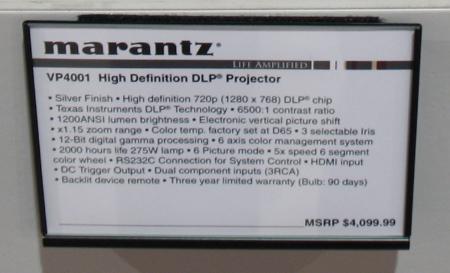 marantz®
LIFE AMPLIFIED
VP4001 High Definition DLP® Projector
• Silver Finish • High definition 720p (1280 x 768) DLP® chip
• Texas Instruments DLP® Technology • 6500:1 contrast ratio
• 1200ANSI lumen brightness • Electronic vertical picture shift
• x1.15 zoom range • Color temp. factory set at D65 • 3 selectable Iris
• 12-Bit digital gamma processing • 6 axis color management system
• 2000 hours life 275W lamp • 6 Picture mode • 5x speed 6 segment
color wheel • RS232C Connection for System Control • HDMI input
• DC Trigger Output • Dual component inputs (3RCA)
• Backlit device remote • Three year limited warranty (Bulb: 90 days)
MSRP $4,099.99